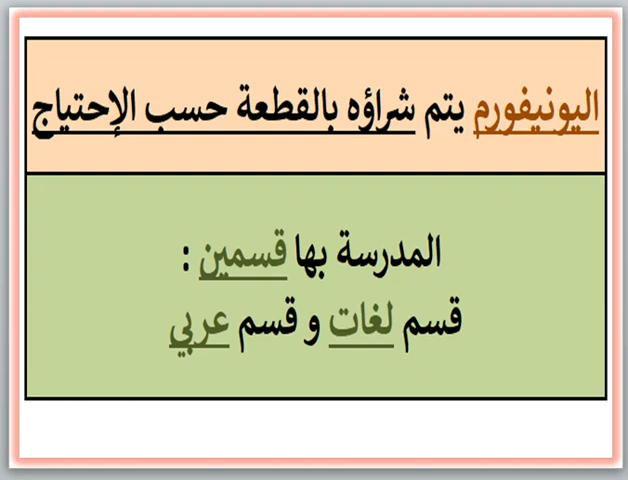 اليونيفورم يتم شراؤه بالقطعة حسب الإحتياج
المدرسة بها قسمين :
قسم لغات و قسم عربي